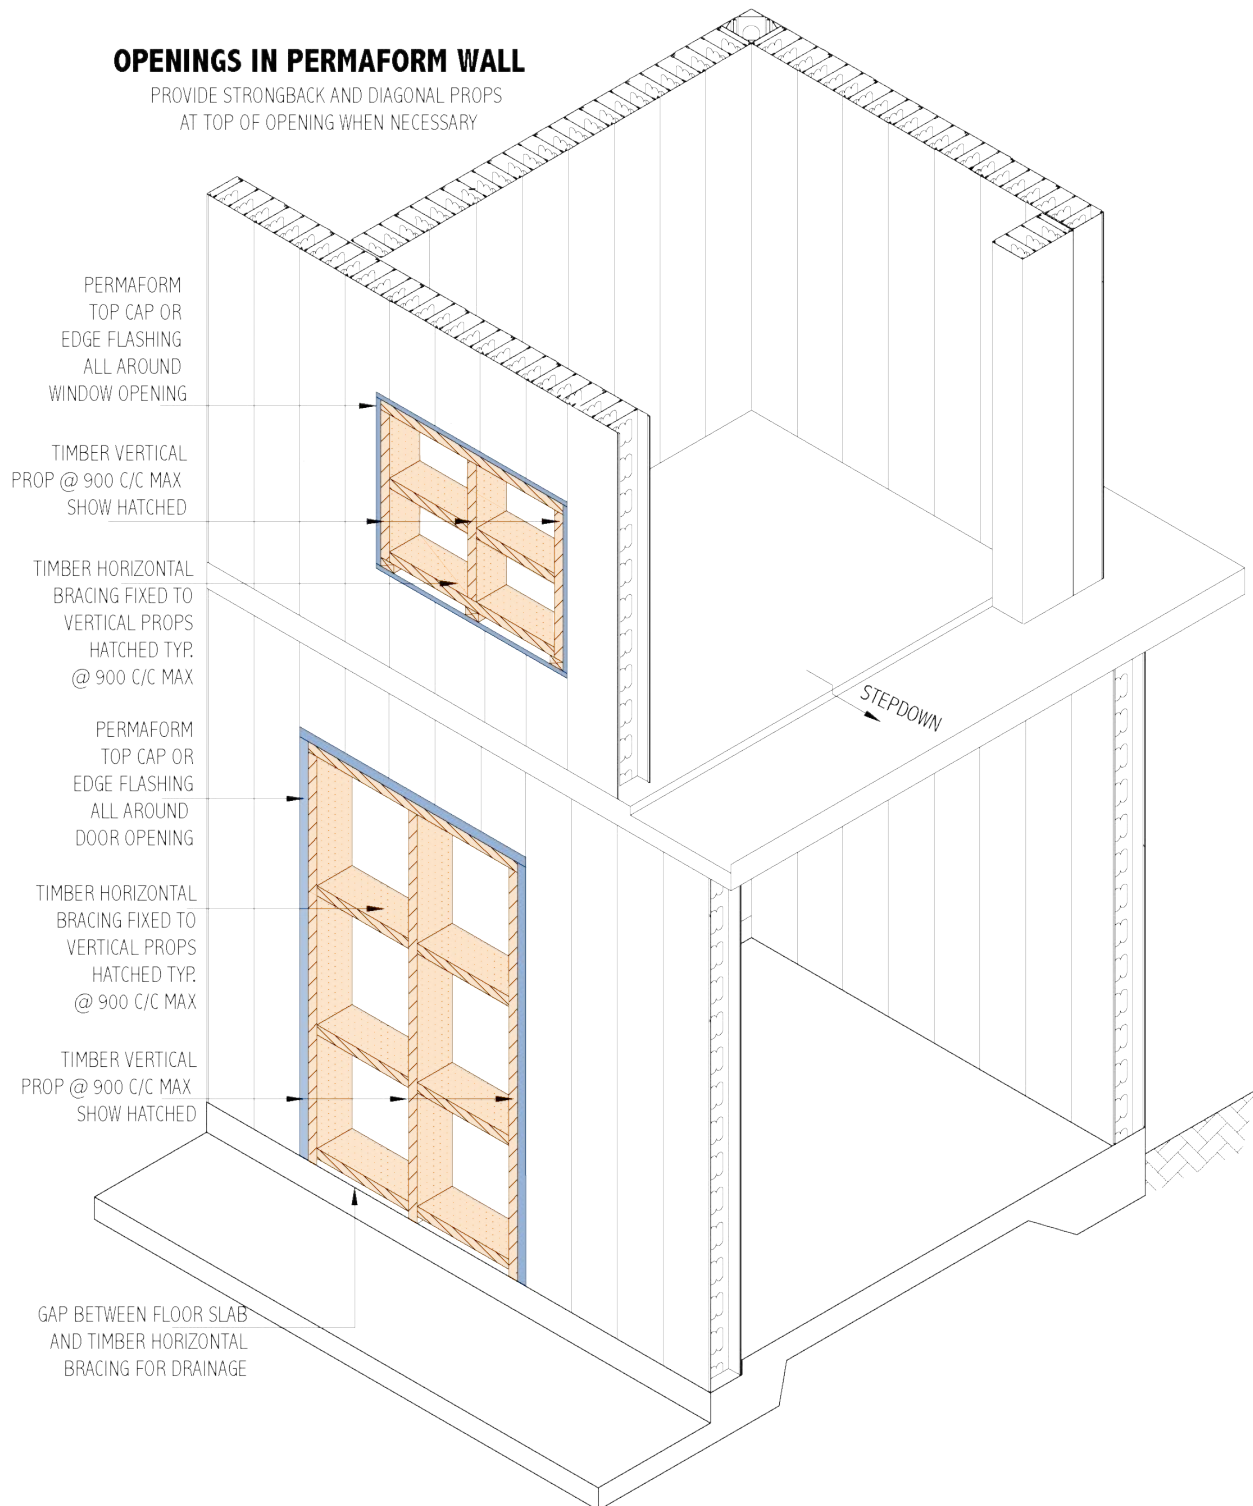 OPENINGS IN PERMAFORM WALL
PROVIDE STRONGBACK AND DIAGONAL PROPS
AT TOP OF OPENING WHEN NECESSARY
PERMAFORM
TOP CAP OR
EDGE FLASHING
ALL AROUND
WINDOW OPENING
TIMBER VERTICAL
PROP @ 900 C/C MAX
SHOW HATCHED
TIMBER HORIZONTAL
BRACING FIXED TO
VERTICAL PROPS
HATCHED TYP.
@ 900 C/C MAX
STEPDOWN
PERMAFORM
TOP CAP OR
EDGE FLASHING
ALL AROUND
DOOR OPENING
TIMBER HORIZONTAL
BRACING FIXED TO
VERTICAL PROPS
HATCHED TYP.
@ 900 C/C MAX
TIMBER VERTICAL
PROP @ 900 C/C MAX
SHOW HATCHED
GAP BETWEEN FLOOR SLAB
AND TIMBER HORIZONTAL
BRACING FOR DRAINAGE